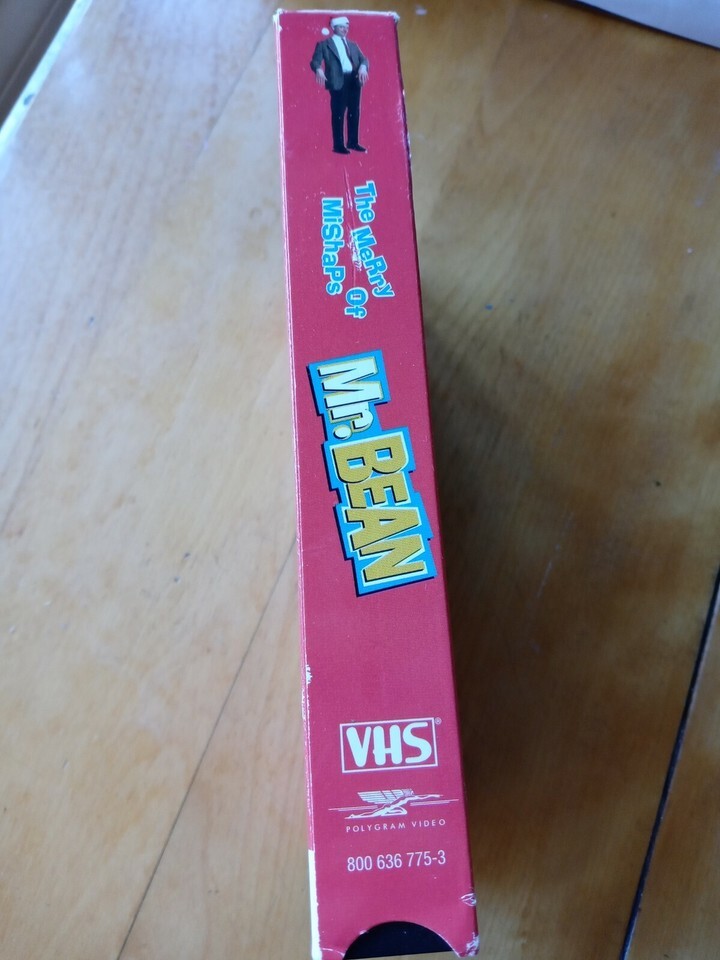 The MeRry
MiShaPs Of
Mr. BEAN
VHS®
POLYGRAM VIDEO
800 636 775-3